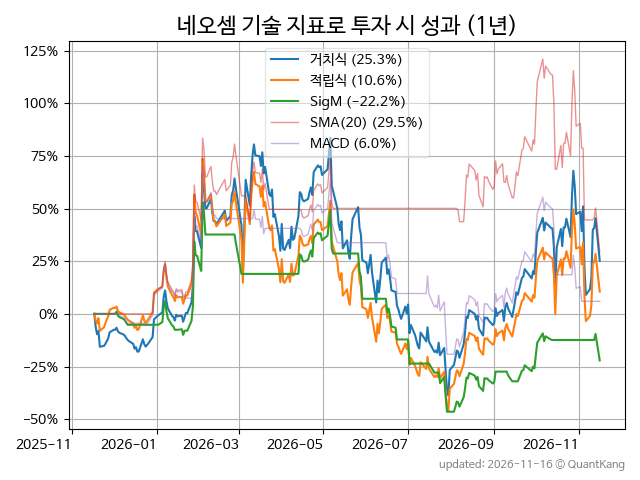 네오셈 기술 지표로 투자 시 성과 (1년)
거치식 (25.3%)
적립식 (10.6%)
SigM (−22.2%)
SMA(20) (29.5%)
MACD (6.0%)
125%
100%
75%
50%
25%
0%
−25%
−50%
2025-11 2026-01 2026-03 2026-05 2026-07 2026-09 2026-11
updated: 2026-11-16 © QuantKang